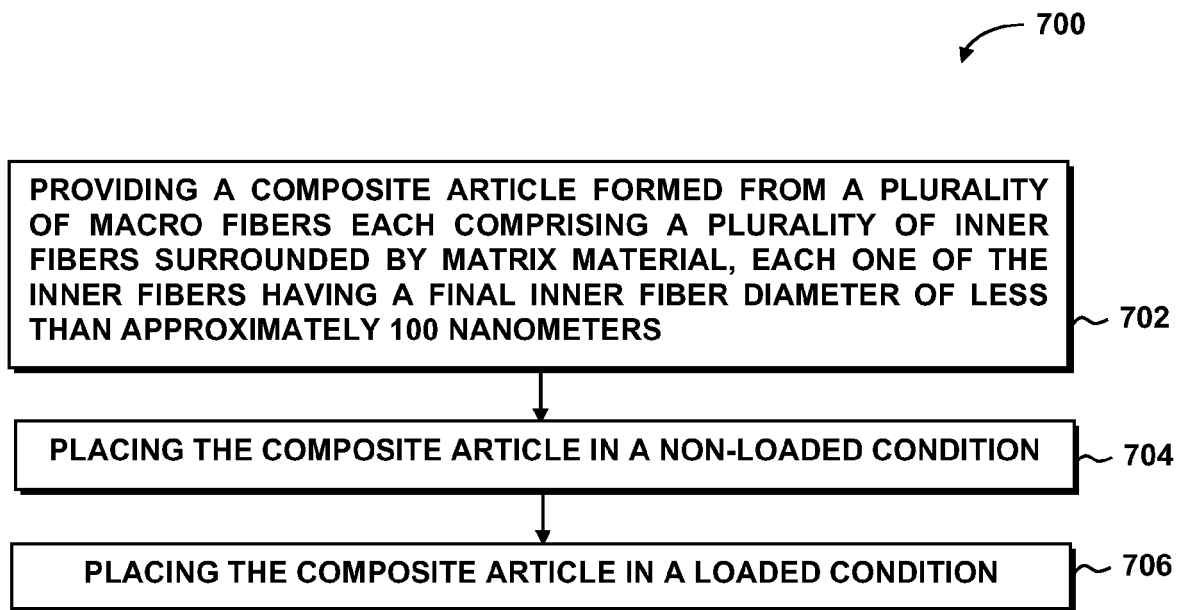 700
PROVIDING A COMPOSITE ARTICLE FORMED FROM A PLURALITY
OF MACRO FIBERS EACH COMPRISING A PLURALITY OF INNER
FIBERS SURROUNDED BY MATRIX MATERIAL, EACH ONE OF THE
INNER FIBERS HAVING A FINAL INNER FIBER DIAMETER OF LESS
THAN APPROXIMATELY 100 NANOMETERS
702
PLACING THE COMPOSITE ARTICLE IN A NON-LOADED CONDITION
704
PLACING THE COMPOSITE ARTICLE IN A LOADED CONDITION
706